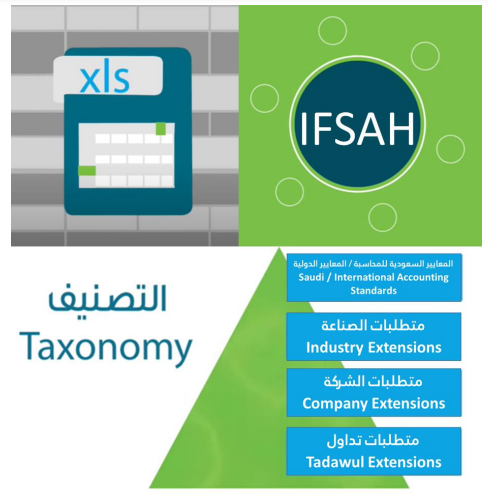 xls
IFSAH
التصنيف
Taxonomy
المعايير السعودية للمحاسبة / المعايير الدولية
Saudi / International Accounting
Standards
متطلبات الصناعة
Industry Extensions
متطلبات الشركة
Company Extensions
متطلبات تداول
Tadawul Extensions